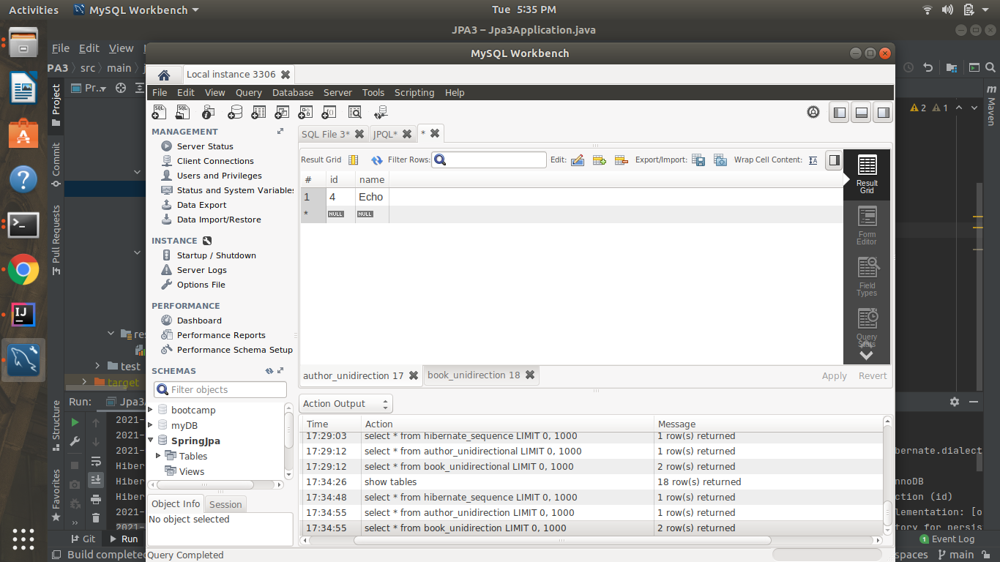 Activities MySQL Workbench Tue 5:35 PM
JPA3 – Jpa3Application.java
File Edit View
MySQL Workbench
PA3 src main
Local instance 3306
File Edit View Query Database Server Tools Scripting Help
Project
Commit
Pull Requests
Structure
Favorites
Pr...
MANAGEMENT
Server Status
Client Connections
Users and Privileges
Status and System Variables
Data Export
Data Import/Restore
INSTANCE
Startup / Shutdown
Server Logs
Options File
PERFORMANCE
Dashboard
Performance Reports
Performance Schema Setup
SCHEMAS
Filter objects
bootcamp
myDB
SpringJpa
Tables
Views
Object Info Session
No object selected
SQL File 3* JPQL* *
Result Grid Filter Rows: Edit: Export/Import: Wrap Cell Content:
# id name
1 4 Echo
* NULL NULL
Result Grid
Form Editor
Field Types
Query Stats
author_unidirection 17 book_unidirection 18 Apply Revert
Action Output
Time Action Message
17:29:03 select * from hibernate_sequence LIMIT 0, 1000 1 row(s) returned
17:29:12 select * from author_unidirectional LIMIT 0, 1000 1 row(s) returned
17:29:12 select * from book_unidirectional LIMIT 0, 1000 2 row(s) returned
17:34:26 show tables 18 row(s) returned
17:34:48 select * from hibernate_sequence LIMIT 0, 1000 1 row(s) returned
17:34:55 select * from author_unidirection LIMIT 0, 1000 1 row(s) returned
17:34:55 select * from book_unidirection LIMIT 0, 1000 2 row(s) returned
Query Completed
2 1
m
Maven
res
test
target
Run: Jpa3
2021-
2021-
2021-
Hiber
Hiber
Hiber
2021-
2021-
ibernate.dialect
nnoDB
ction (id)
lementation: [o
tory for persis
Git Run
1 Event Log
Build complete
spaces main